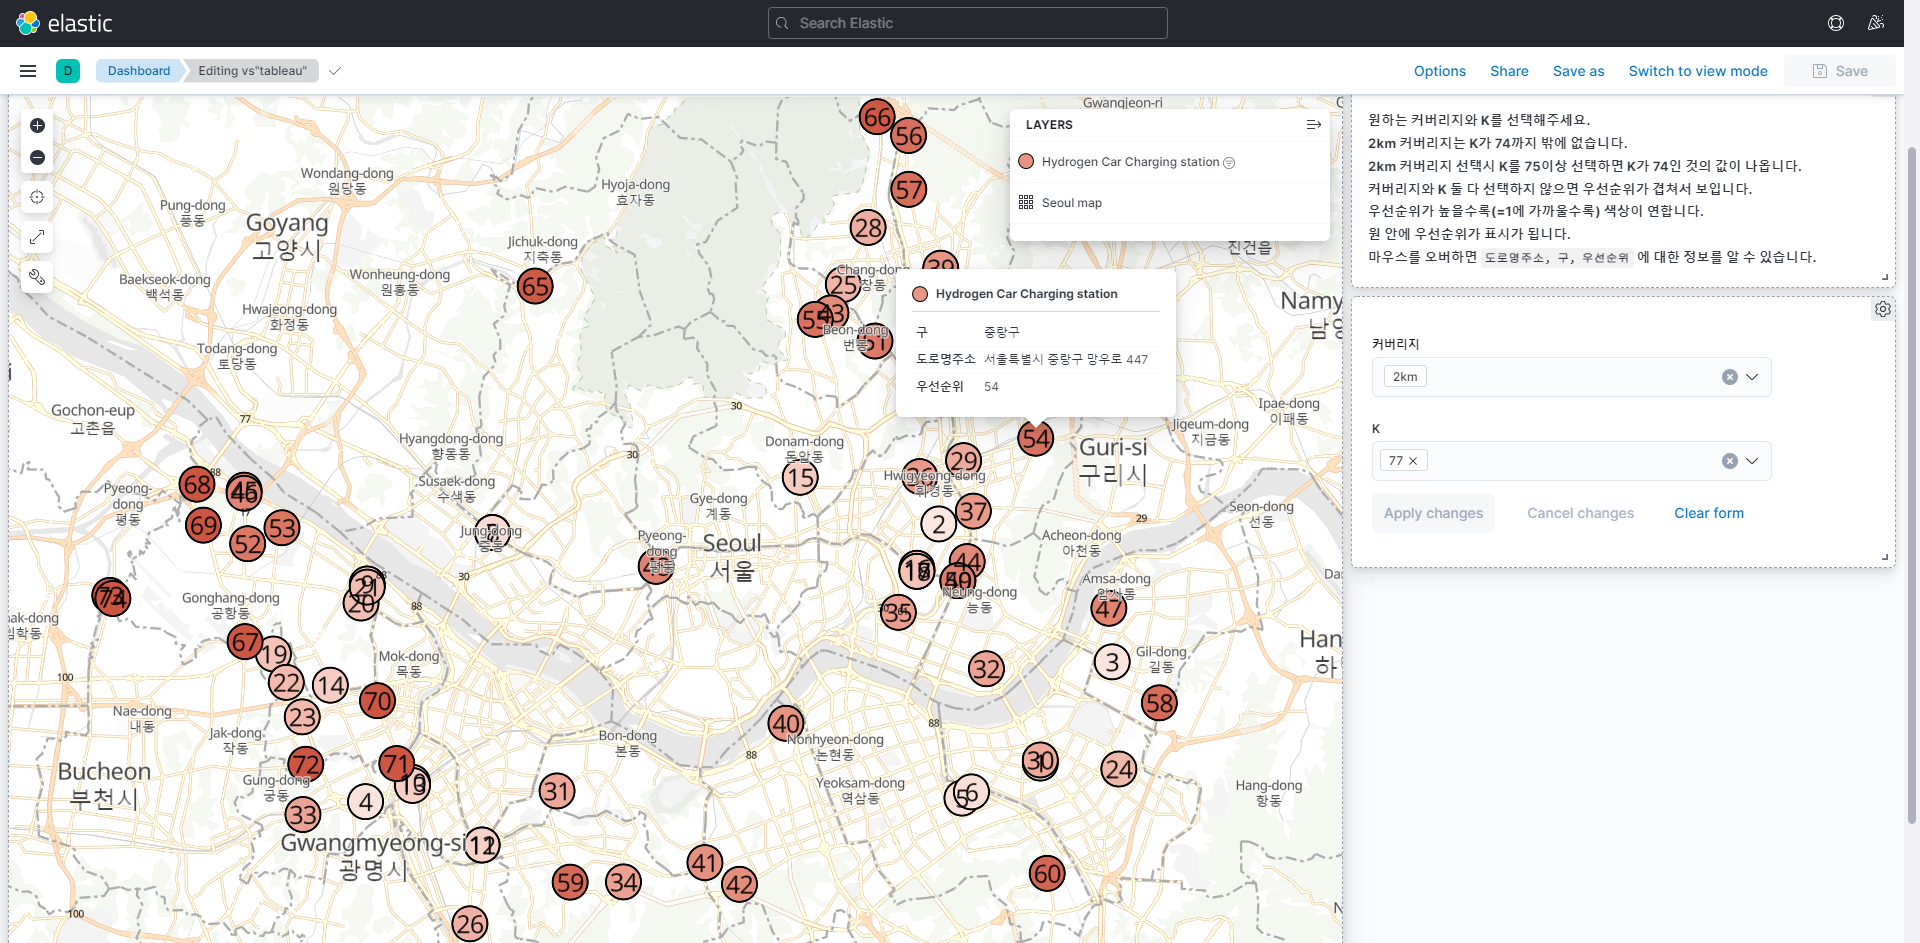 elastic
Search Elastic
D
Dashboard
Editing vs"tableau"
Options
Share
Save as
Switch to view mode
Save
LAYERS
Hydrogen Car Charging station
Seoul map
원하는 커버리지와 K를 선택해주세요.
2km 커버리지는 K가 74까지 밖에 없습니다.
2km 커버리지 선택시 K를 75이상 선택하면 K가 74인 것의 값이 나옵니다.
커버리지와 K 둘 다 선택하지 않으면 우선순위가 겹쳐서 보입니다.
우선순위가 높을수록(=1에 가까울수록) 색상이 연합니다.
원 안에 우선순위가 표시가 됩니다.
마우스를 오버하면 도로명주소, 구, 우선순위 에 대한 정보를 알 수 있습니다.
커버리지
2km
K
77
Apply changes
Cancel changes
Clear form
Hydrogen Car Charging station
구 중랑구
도로명주소 서울특별시 중랑구 망우로 447
우선순위 54
Gwangjeon-ri
66
56
57
28
39
25
43
55
51
65
Wondang-dong
원당동
Hyoja-dong
효자동
Pung-dong
풍동
Goyang
고양시
Jichuk-dong
지축동
Chang-dong
창동
진건읍
Baekseok-dong
백석동
Wonheung-dong
원흥동
Hwajeong-dong
화정동
Todang-dong
토당동
Beon-dong
번동
Namy
Gochon-eup
고촌읍
77
30
Hyangdong-dong
향동동
30
Donam-dong
돈암동
54
Guri-si
구리시
Jigeum-dong
지금동
Ipae-dong
이패동
68
88
46
Pyeong-
dong
평동
Susaek-dong
수색동
15
29
Hwigyeong-dong
휘경동
69
53
52
Jung-dong
중동
Gye-dong
계동
Pyeong-
dong
평동
Seoul
서울
2
37
29
Acheon-dong
아천동
Seon-dong
선동
44
74
9
20
30
88
Gonghang-dong
공항동
35
Neung-dong
능동
Amsa-dong
암사동
47
67
19
22
14
23
70
Mok-dong
목동
100
32
3
Gil-dong
길동
58
Han
하
Nae-dong
내동
Jak-dong
작동
Bon-dong
본동
40
88
88
Nonhyeon-dong
논현동
Bucheon
부천시
72
71
Gung-dong
궁동
33
4
31
Yeoksam-dong
역삼동
5
6
30
24
Hang-dong
항동
Gwangmyeong-si
광명시
12
59
34
41
42
60
100
26